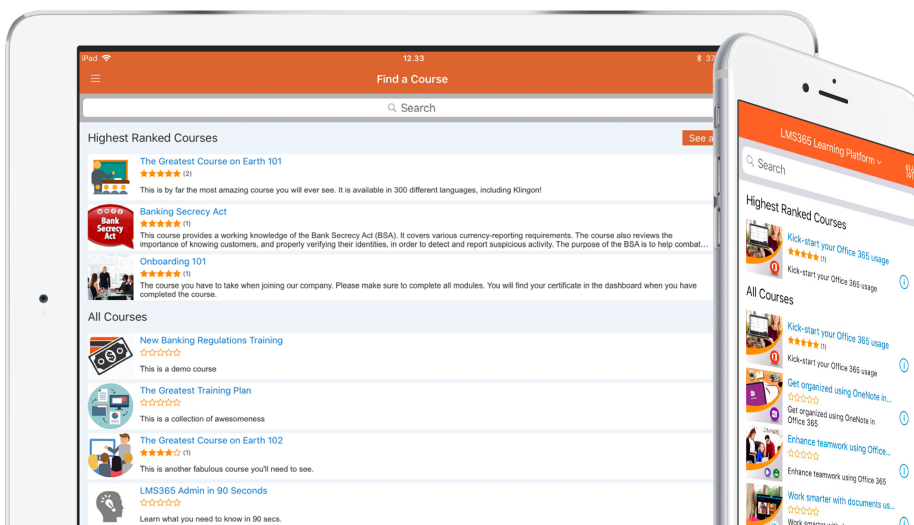 iPad
12.33
37
Find a Course
Search
Highest Ranked Courses
See a
The Greatest Course on Earth 101
(2)
This is by far the most amazing course you will ever see. It is available in 300 different languages, including Klingon!
Bank
Secrecy
Act
Banking Secrecy Act
(1)
This course provides a working knowledge of the Bank Secrecy Act (BSA). It covers various currency-reporting requirements. The course also reviews the
importance of knowing customers, and properly verifying their identities, in order to detect and report suspicious activity. The purpose of the BSA is to help combat...
Onboarding 101
(1)
The course you have to take when joining our company. Please make sure to complete all modules. You will find your certificate in the dashboard when you have
completed the course.
All Courses
New Banking Regulations Training
This is a demo course
The Greatest Training Plan
This is a collection of awesomeness
The Greatest Course on Earth 102
(1)
This is another fabulous course you'll need to see.
LMS365 Admin in 90 Seconds
Learn what you need to know in 90 secs.
LMS365 Learning Platform
Search
Highest Ranked Courses
Kick-start your Office 365 usage
(1)
Kick-start your Office 365 usage
All Courses
Kick-start your Office 365 usage
(1)
Kick-start your Office 365 usage
Get organized using OneNote in...
Get organized using OneNote in
Office 365
Enhance teamwork using Office...
Enhance teamwork using Office 365
Work smarter with documents us...
Work smarter